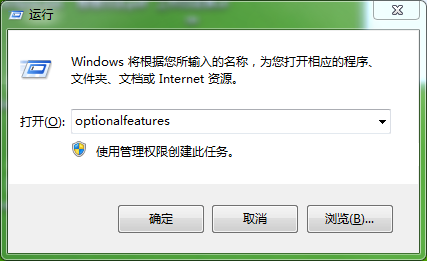 运行
Windows 将根据您所输入的名称，为您打开相应的程序、
文件夹、文档或 Internet 资源。
打开(O): optionalfeatures
使用管理权限创建此任务。
确定 取消 浏览(B)...